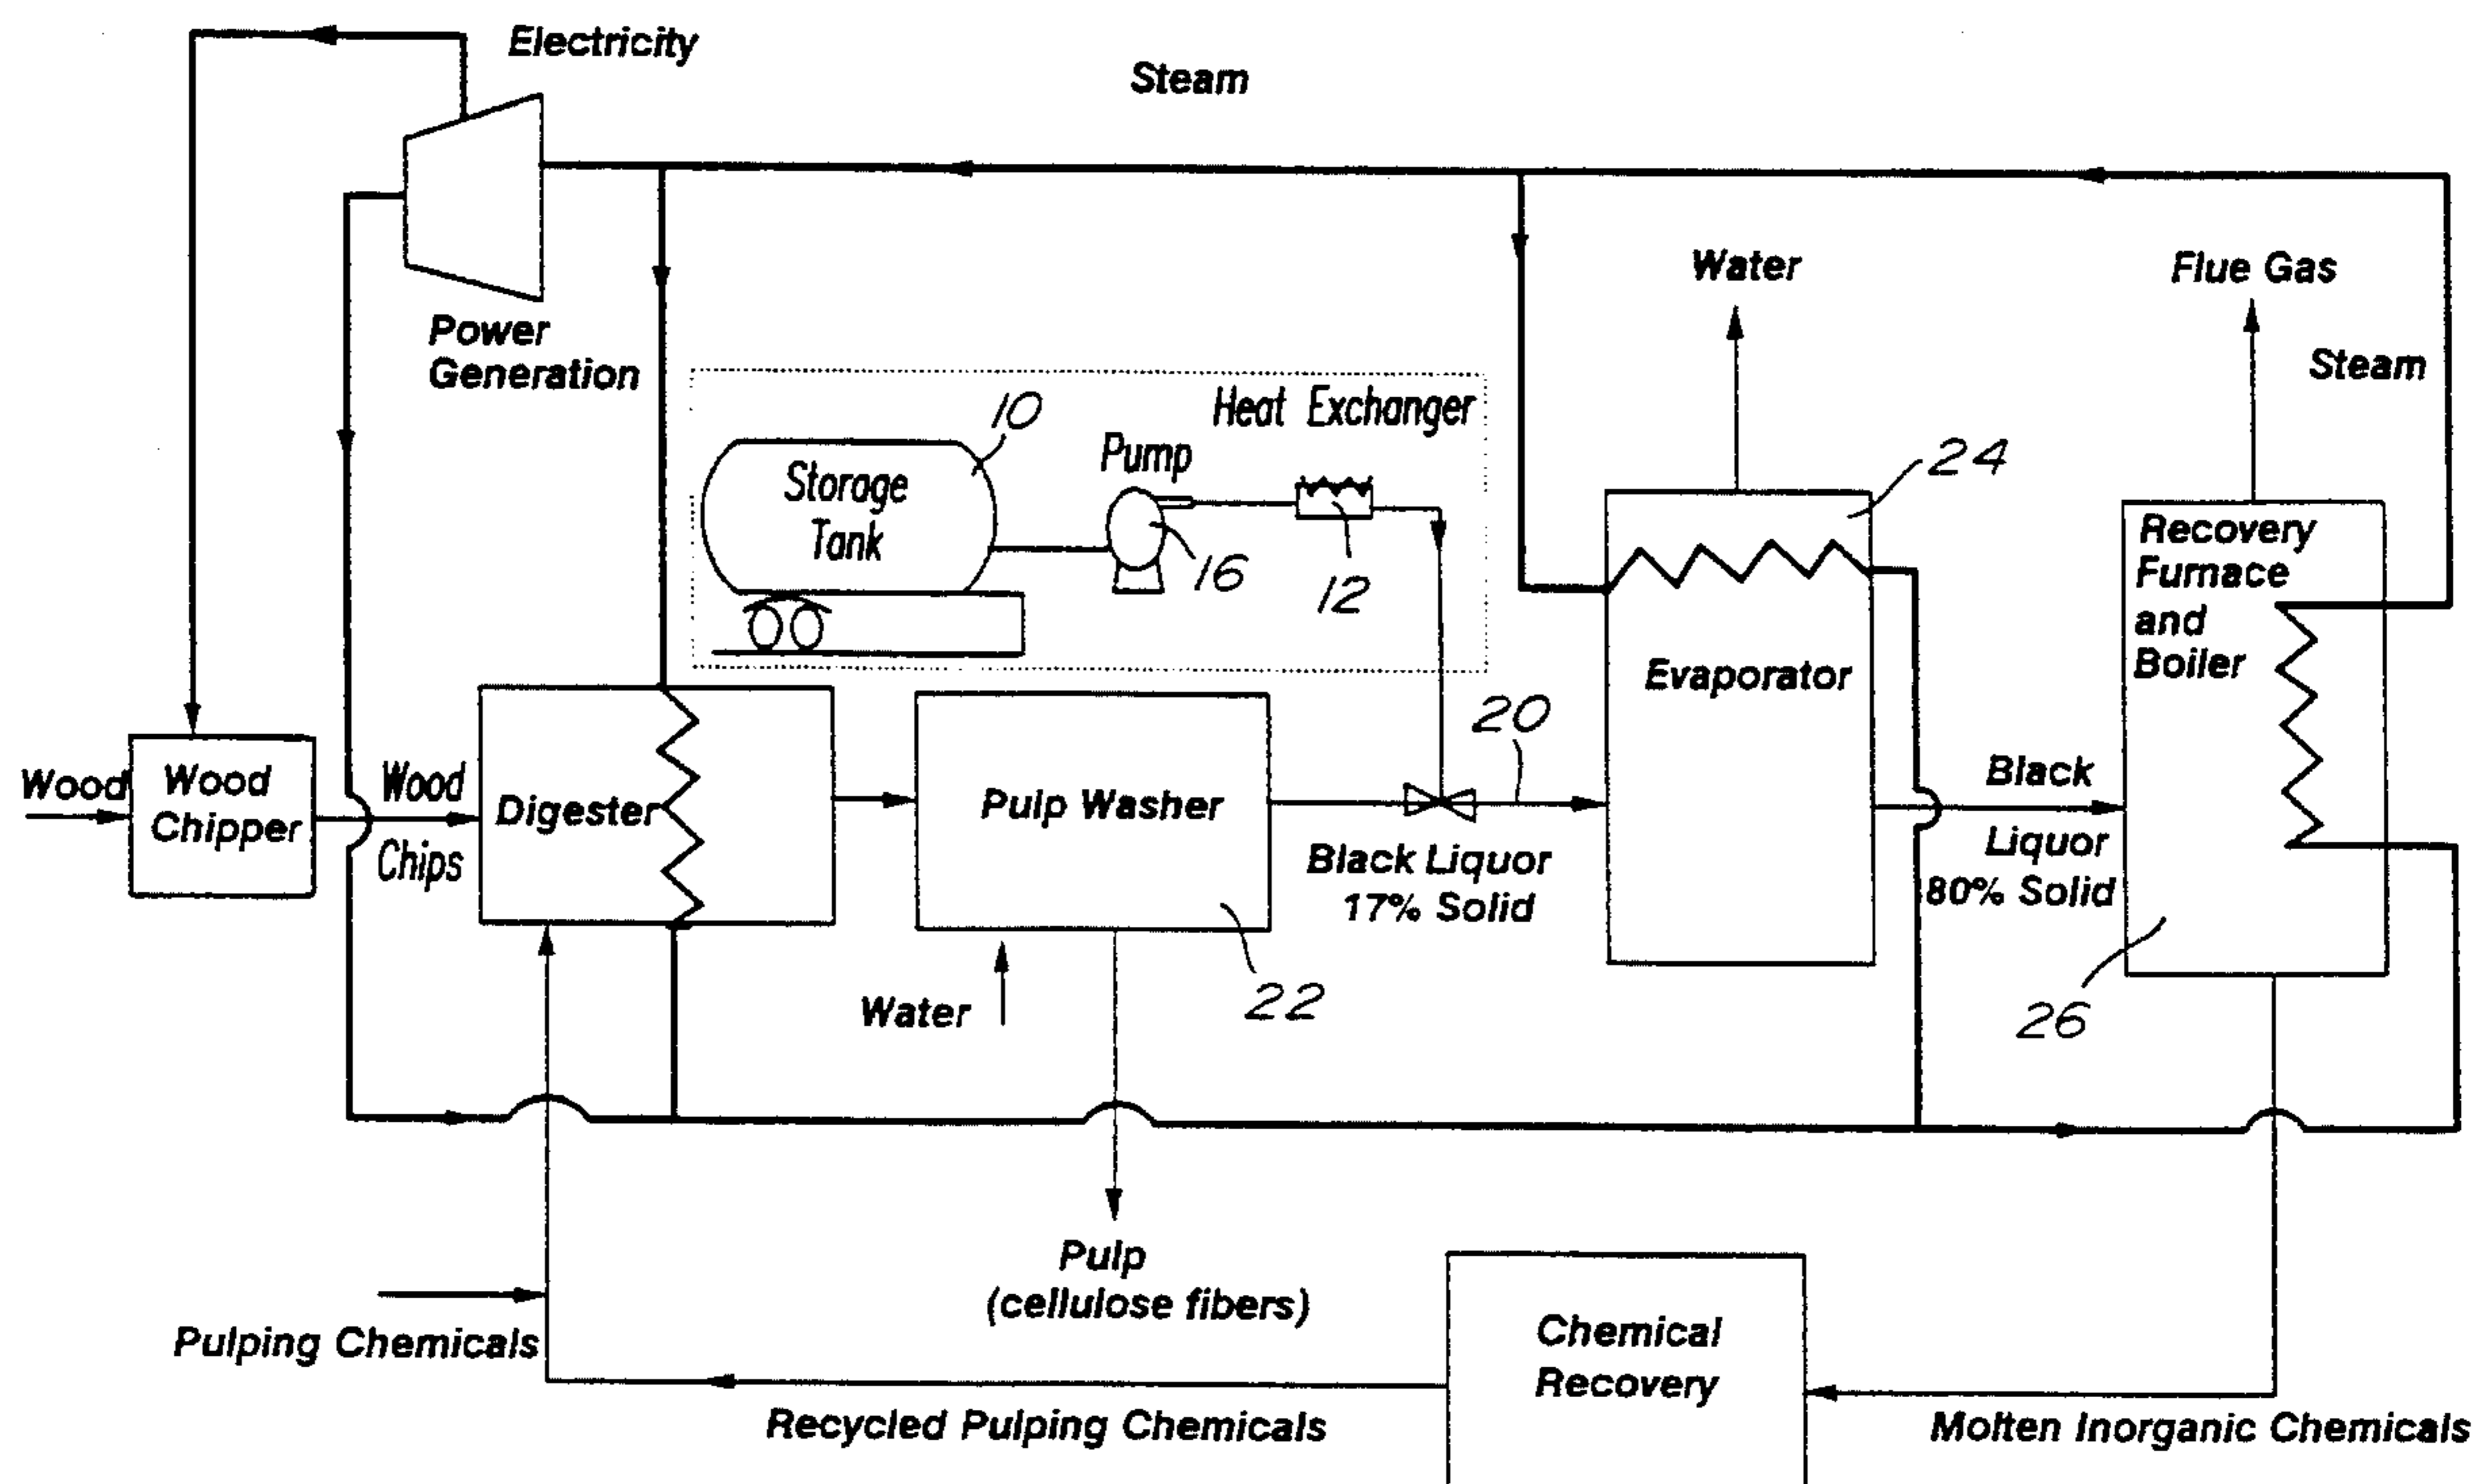 Electricity
Steam
Power
Generation
Water
Flue Gas
Steam
Heat Exchanger
10
Pump
Storage
Tank
16
12
24
Recovery
Furnace
and
Boiler
Evaporator
20
Wood
Wood
Chipper
Wood
Chips
Digester
Pulp Washer
Black Liquor
17% Solid
Black
Liquor
80% Solid
22
Water
26
Pulp
(cellulose fibers)
Pulping Chemicals
Chemical
Recovery
Recycled Pulping Chemicals
Molten Inorganic Chemicals